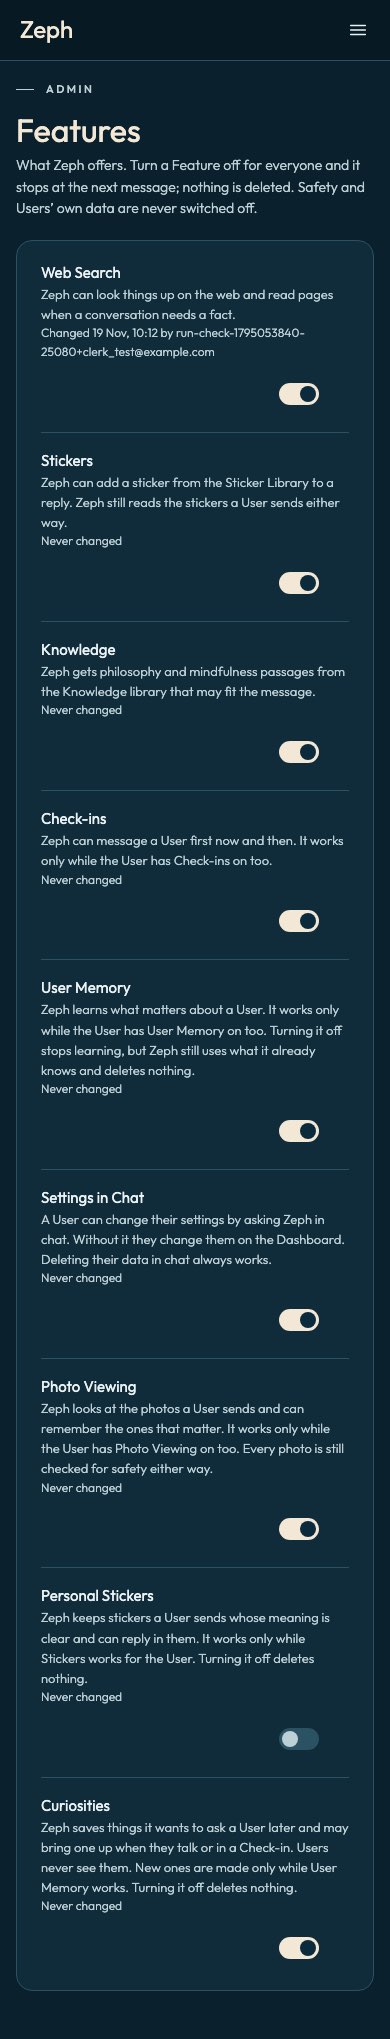 Zeph
ADMIN
Features
What Zeph offers. Turn a Feature off for everyone and it
stops at the next message; nothing is deleted. Safety and
Users’ own data are never switched off.
Web Search
Zeph can look things up on the web and read pages
when a conversation needs a fact.
Changed 19 Nov, 10:12 by run-check-1795053840-
25080+clerk_test@example.com
Stickers
Zeph can add a sticker from the Sticker Library to a
reply. Zeph still reads the stickers a User sends either
way.
Never changed
Knowledge
Zeph gets philosophy and mindfulness passages from
the Knowledge library that may fit the message.
Never changed
Check-ins
Zeph can message a User first now and then. It works
only while the User has Check-ins on too.
Never changed
User Memory
Zeph learns what matters about a User. It works only
while the User has User Memory on too. Turning it off
stops learning, but Zeph still uses what it already
knows and deletes nothing.
Never changed
Settings in Chat
A User can change their settings by asking Zeph in
chat. Without it they change them on the Dashboard.
Deleting their data in chat always works.
Never changed
Photo Viewing
Zeph looks at the photos a User sends and can
remember the ones that matter. It works only while
the User has Photo Viewing on too. Every photo is still
checked for safety either way.
Never changed
Personal Stickers
Zeph keeps stickers a User sends whose meaning is
clear and can reply in them. It works only while
Stickers works for the User. Turning it off deletes
nothing.
Never changed
Curiosities
Zeph saves things it wants to ask a User later and may
bring one up when they talk or in a Check-in. Users
never see them. New ones are made only while User
Memory works. Turning it off deletes nothing.
Never changed